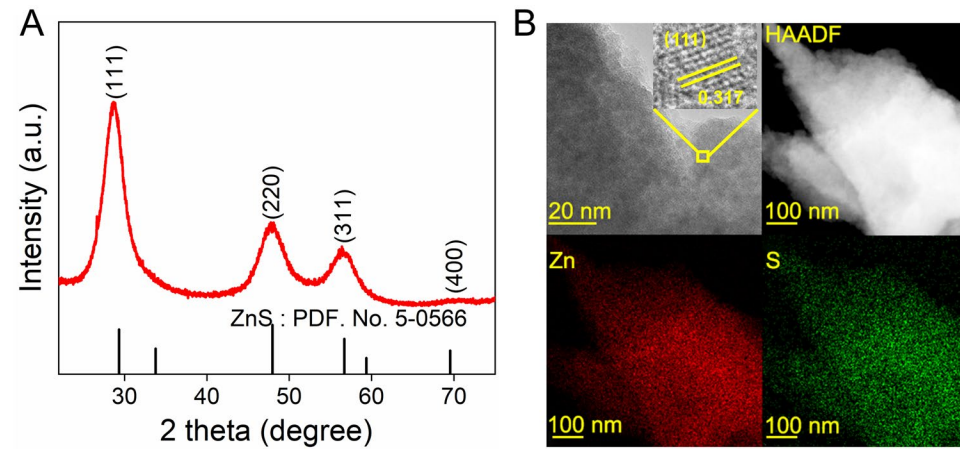 A
Intensity (a.u.)
(111)
(220)
(311)
(400)
ZnS : PDF. No. 5-0566
30 40 50 60 70
2 theta (degree)
B
(111)
0.317
20 nm
HAADF
100 nm
Zn
100 nm
S
100 nm